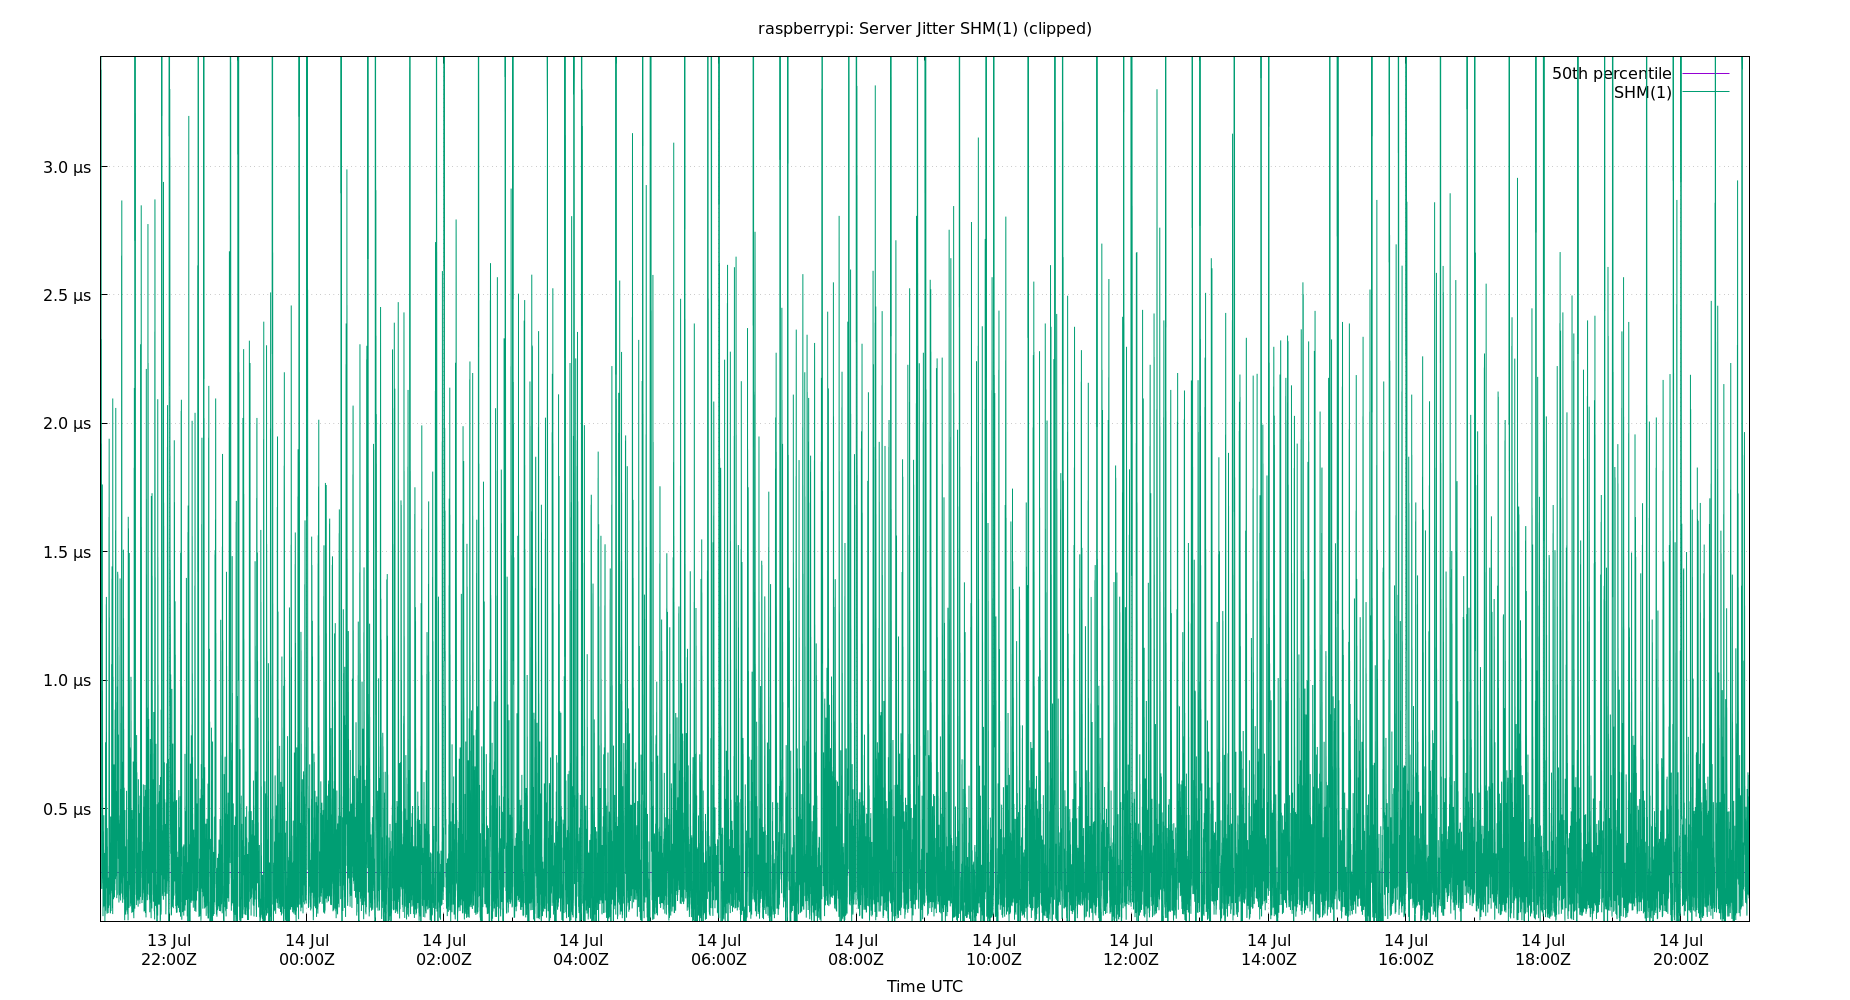 raspberrypi: Server Jitter SHM(1) (clipped)
50th percentile
SHM(1)
3.0 µs
2.5 µs
2.0 µs
1.5 µs
1.0 µs
0.5 µs
13 Jul 14 Jul 14 Jul 14 Jul 14 Jul 14 Jul 14 Jul 14 Jul 14 Jul 14 Jul 14 Jul 14 Jul
22:00Z 00:00Z 02:00Z 04:00Z 06:00Z 08:00Z 10:00Z 12:00Z 14:00Z 16:00Z 18:00Z 20:00Z
Time UTC